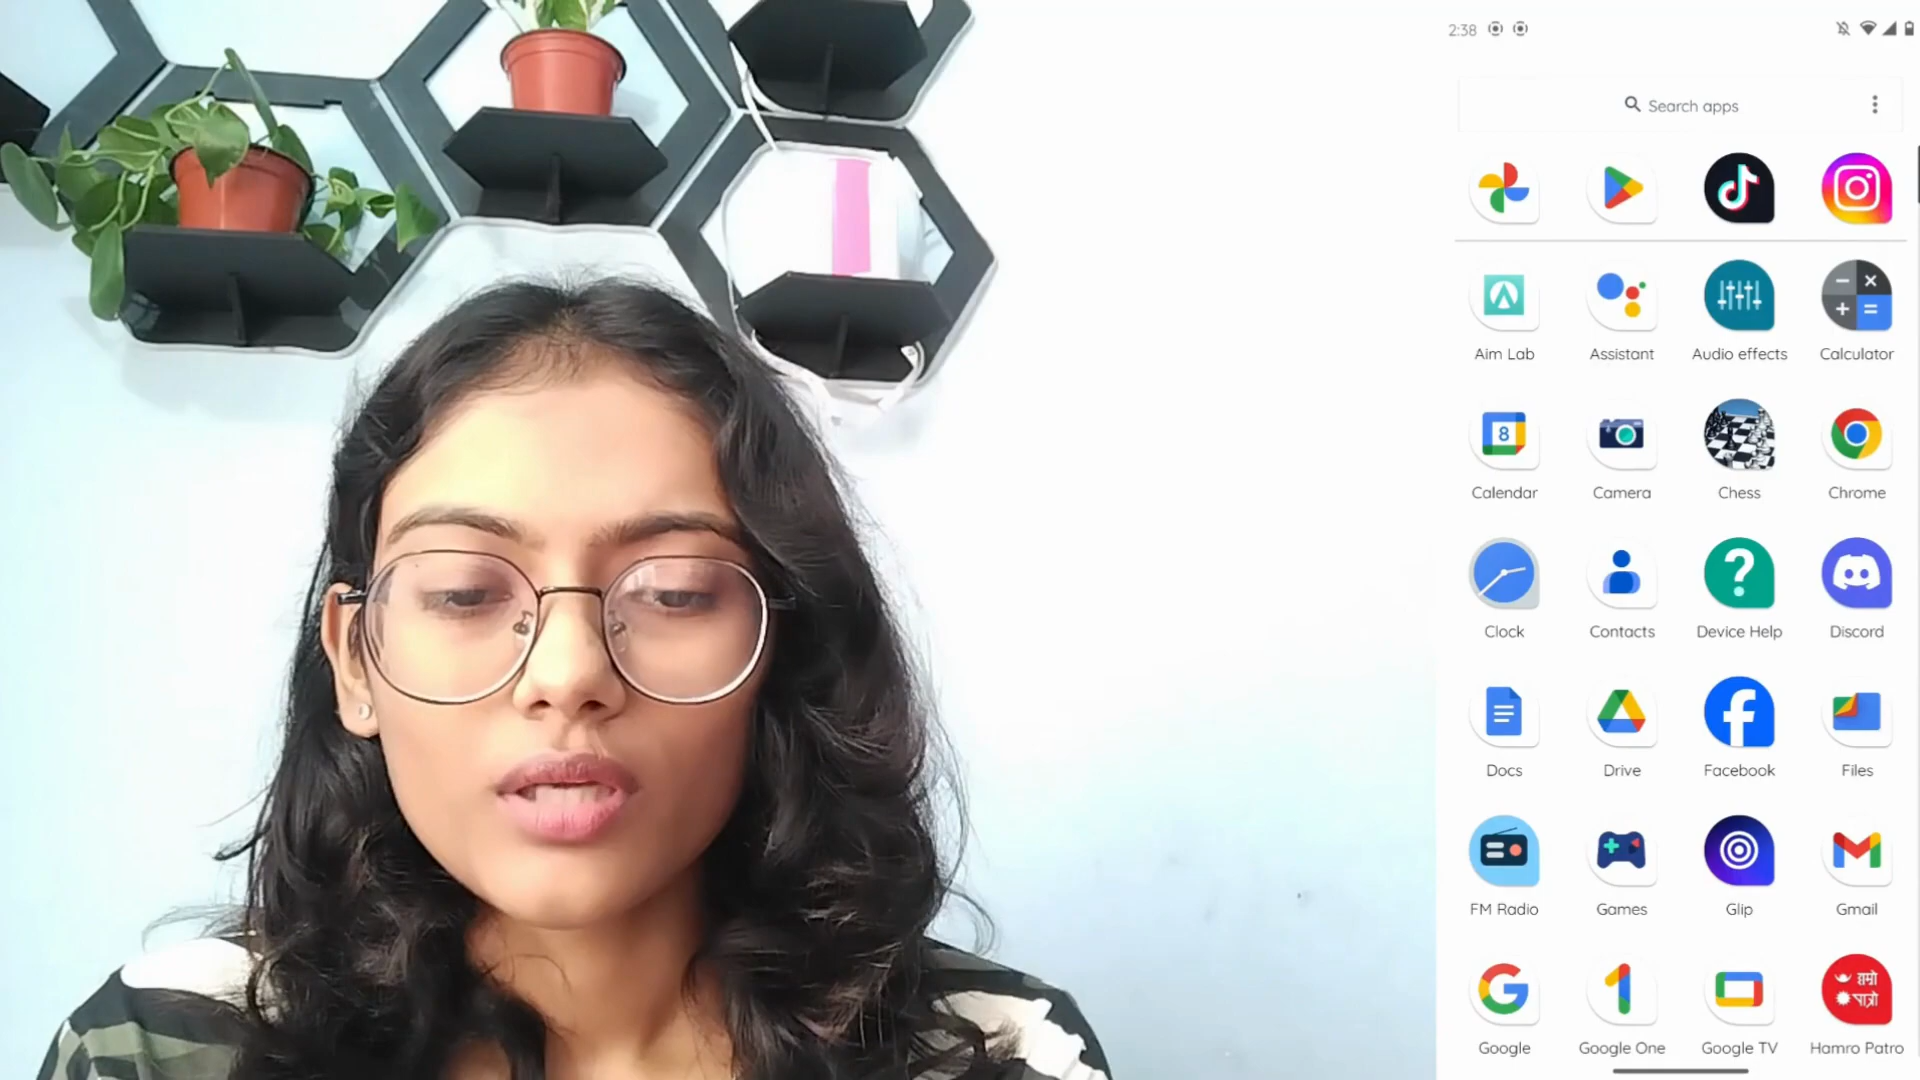 2:38
Search apps
Aim Lab Assistant Audio effects Calculator
8
Calendar Camera Chess Chrome
Clock Contacts Device Help Discord
Docs Drive Facebook Files
FM Radio Games Glip Gmail
हाम्रो
पात्रो
Google Google One Google TV Hamro Patro